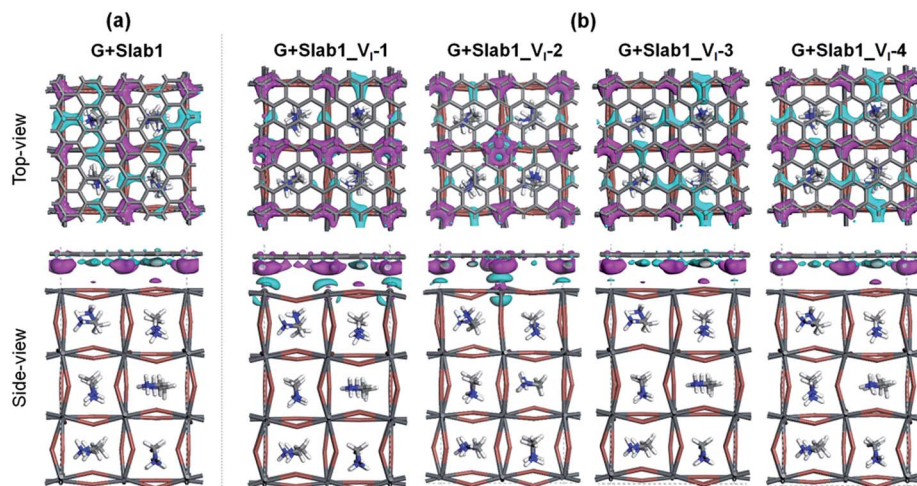 (a)
(b)
G+Slab1
G+Slab1_VI-1
G+Slab1_VI-2
G+Slab1_VI-3
G+Slab1_VI-4
Top-view
Side-view